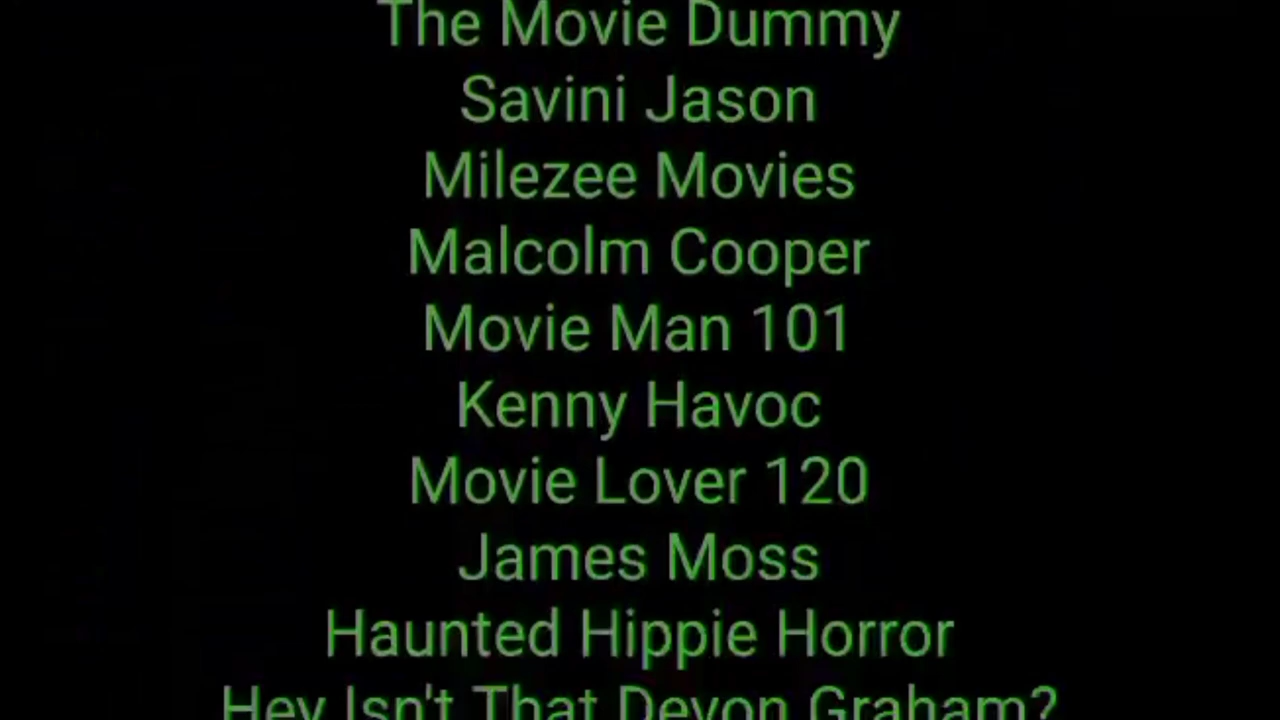 The Movie Dummy
Savini Jason
Milezee Movies
Malcolm Cooper
Movie Man 101
Kenny Havoc
Movie Lover 120
James Moss
Haunted Hippie Horror
Hey Isn't That Devon Graham?